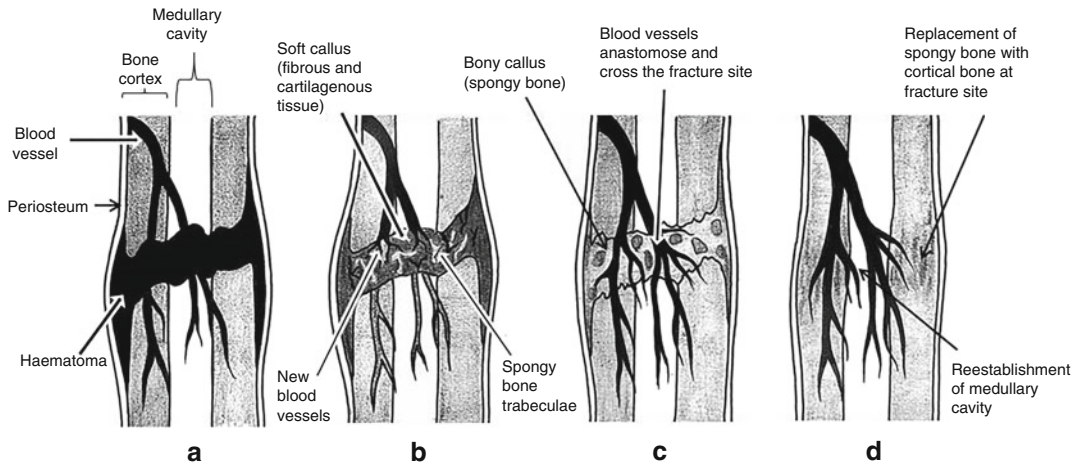 Medullary
cavity
Bone
cortex
Blood
vessel
Periosteum
Haematoma
a
Soft callus
(fibrous and
cartilagenous
tissue)
New
blood
vessels
Spongy
bone
trabeculae
b
Bony callus
(spongy bone)
Blood vessels
anastomose and
cross the fracture site
c
Replacement of
spongy bone with
cortical bone at
fracture site
Reestablishment
of medullary
cavity
d